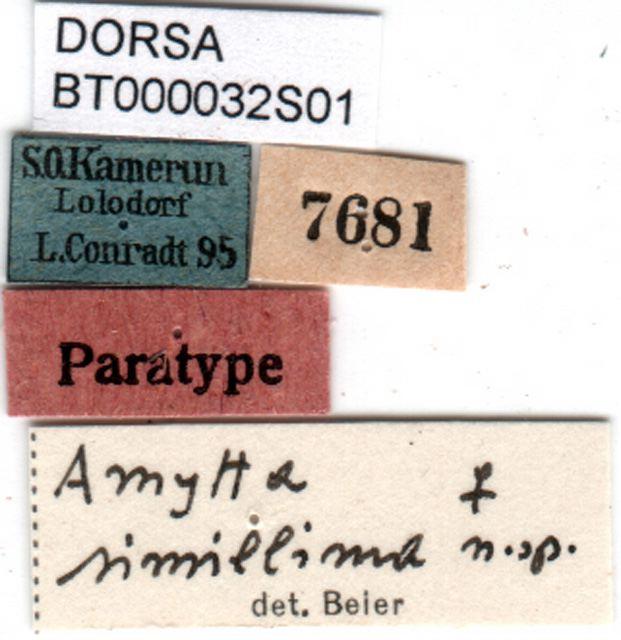 DORSA
BT000032S01
S.O.Kamerun
Lolodorf
L.Conradt 95
7681
Paratype
Amytta ♀
simillima n.sp.
det. Beier